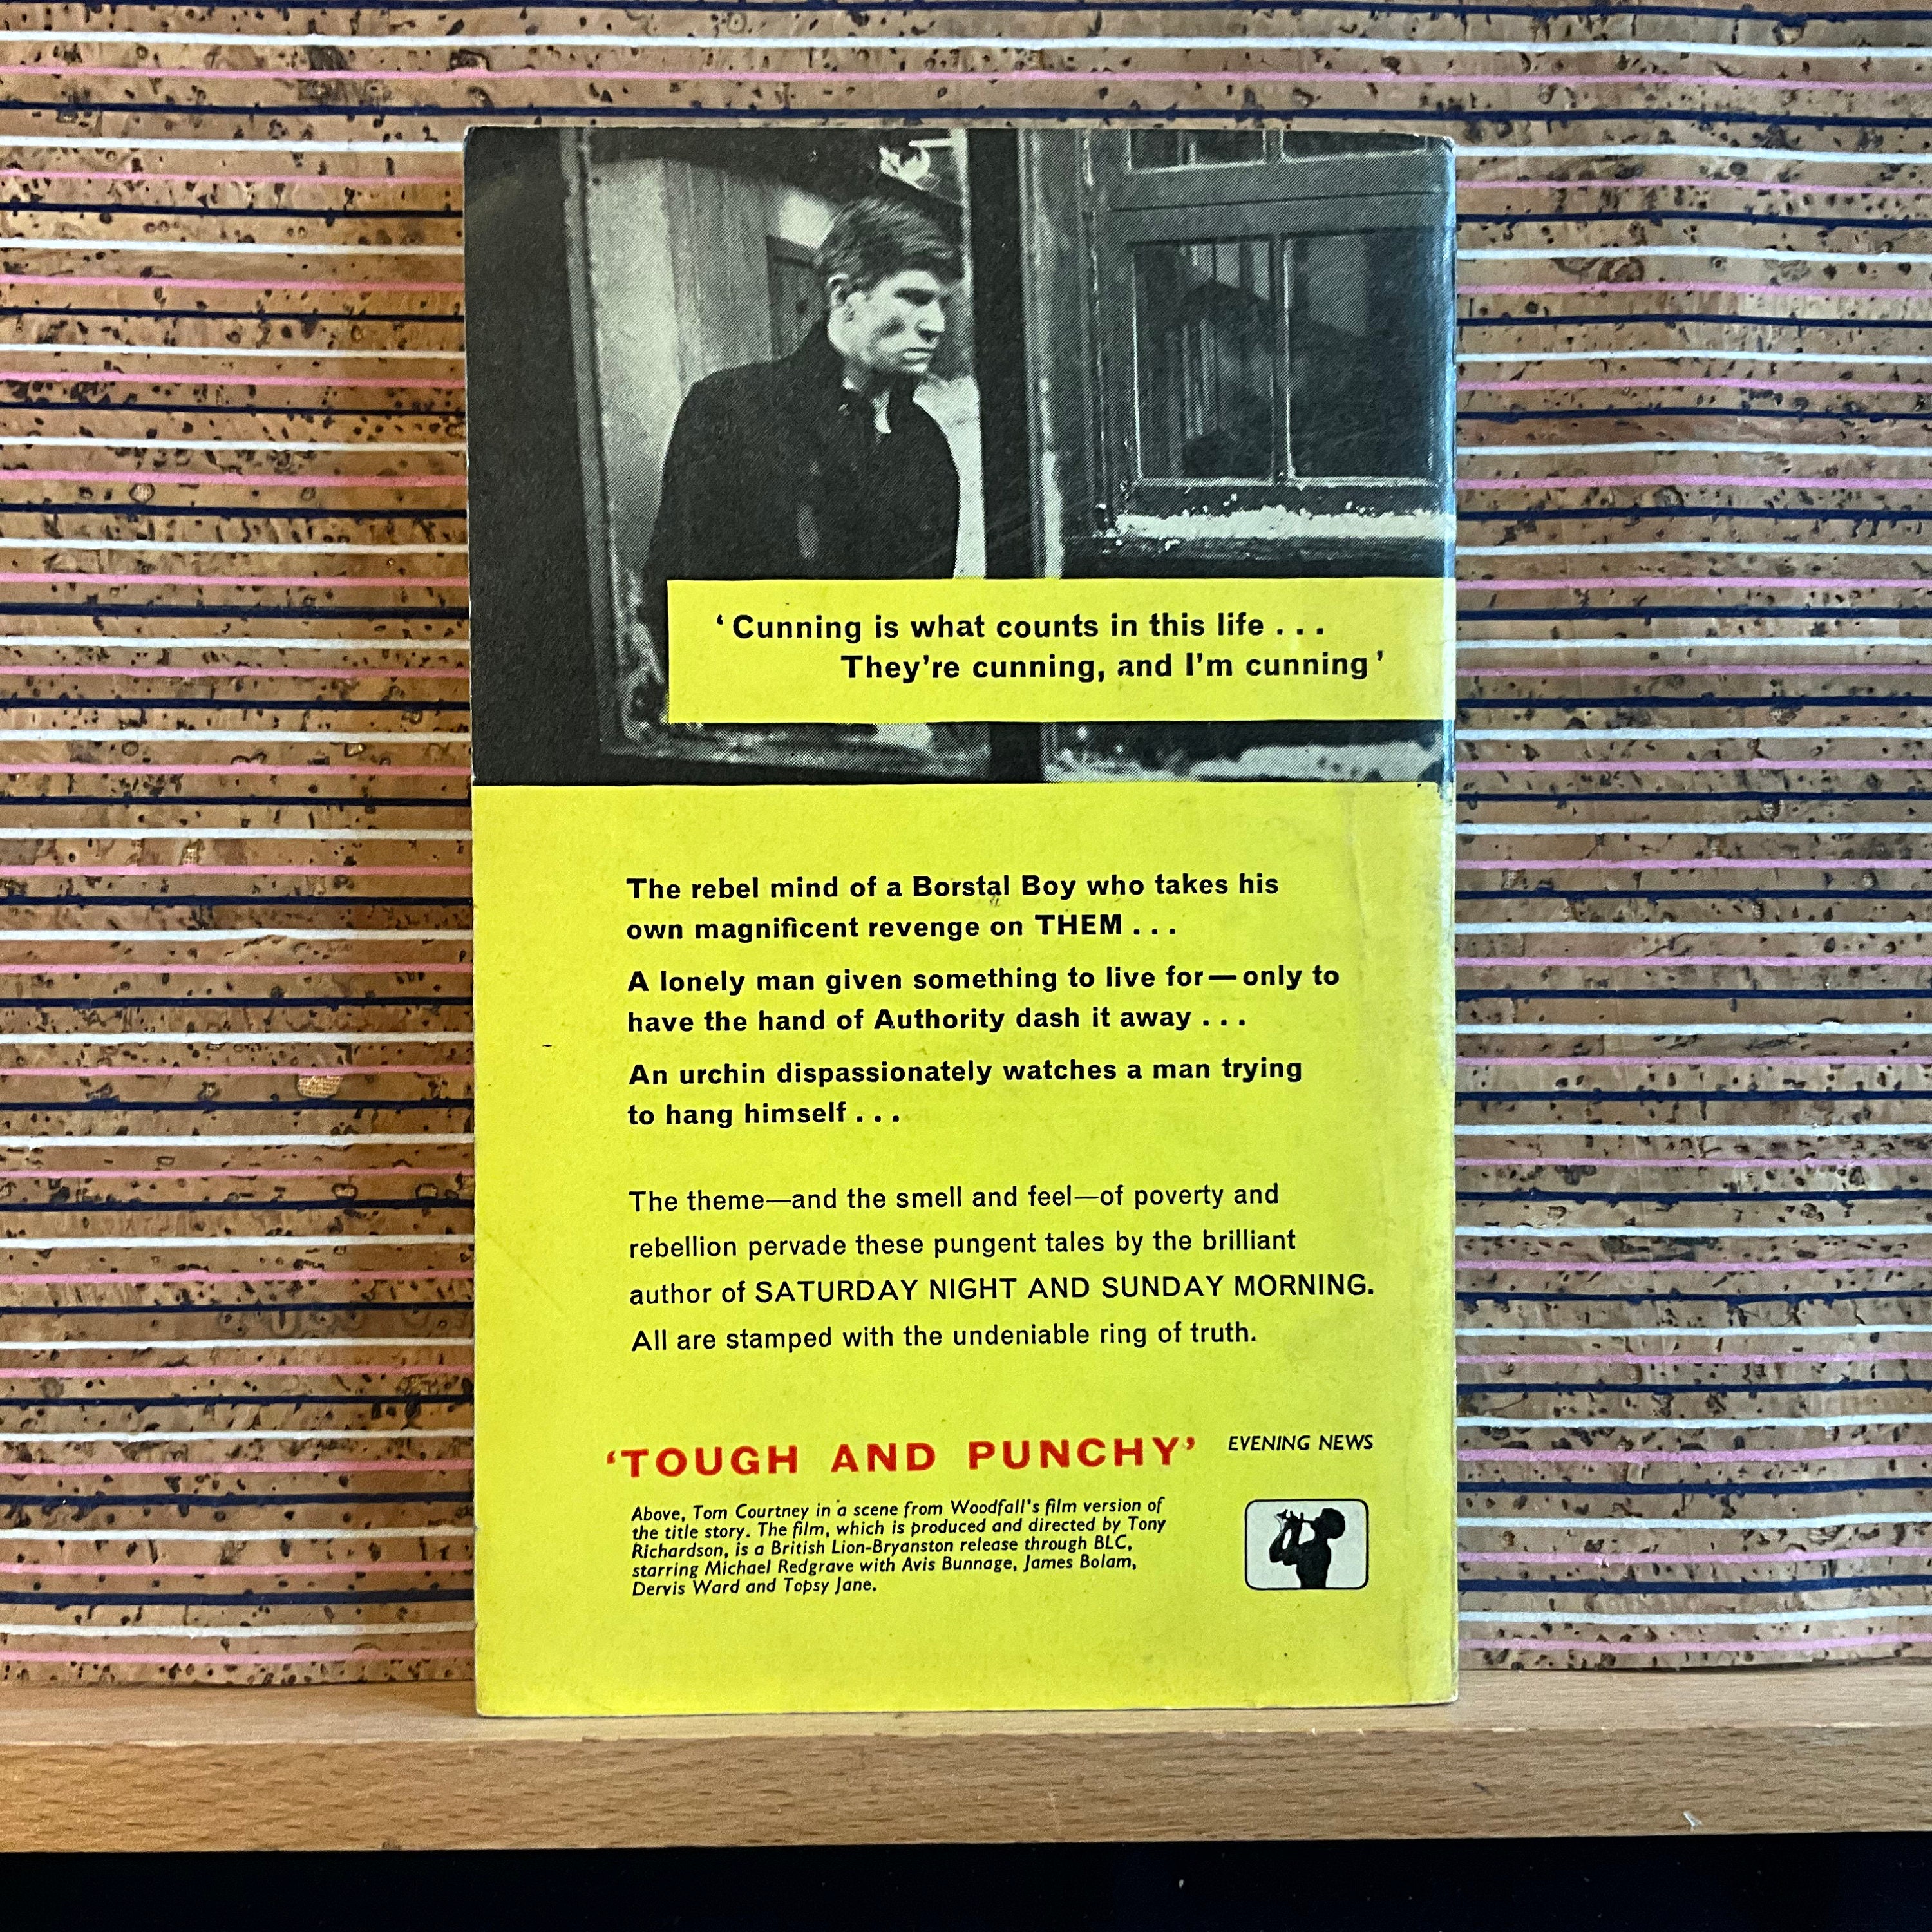 ‘Cunning is what counts in this life . . .
They’re cunning, and I’m cunning’
The rebel mind of a Borstal Boy who takes his
own magnificent revenge on THEM . . .
A lonely man given something to live for—only to
have the hand of Authority dash it away . . .
An urchin dispassionately watches a man trying
to hang himself . . .
The theme—and the smell and feel—of poverty and
rebellion pervade these pungent tales by the brilliant
author of SATURDAY NIGHT AND SUNDAY MORNING.
All are stamped with the undeniable ring of truth.
‘TOUGH AND PUNCHY’ EVENING NEWS
Above, Tom Courtney in a scene from Woodfall's film version of
the title story. The film, which is produced and directed by Tony
Richardson, is a British Lion-Bryanston release through BLC,
starring Michael Redgrave with Avis Bunnage, James Bolam,
Dervis Ward and Topsy Jane.